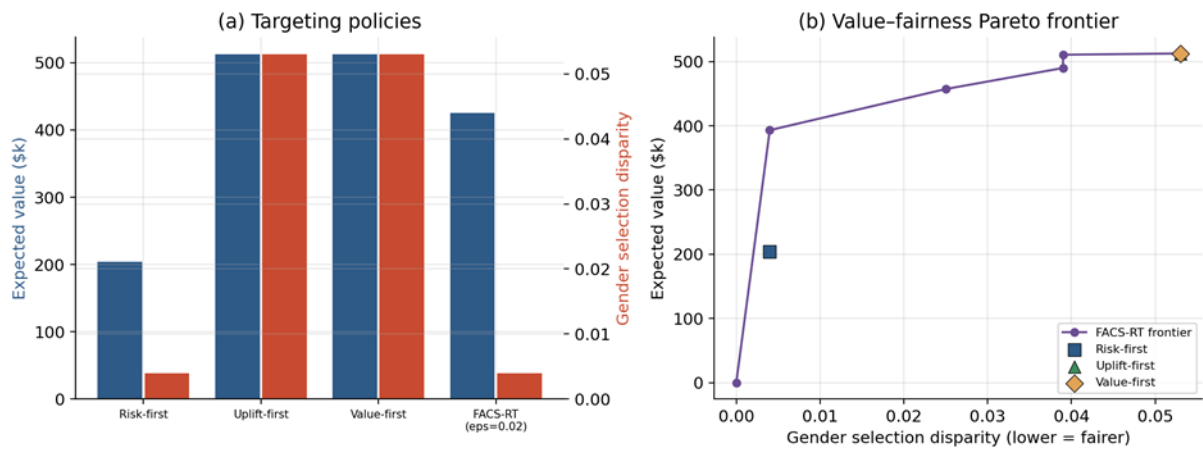 (a) Targeting policies
Expected value ($k)
500
400
300
200
100
0
0.05
0.04
0.03
0.02
0.01
0.00
Gender selection disparity
Risk-first
Uplift-first
Value-first
FACS-RT
(eps=0.02)
(b) Value–fairness Pareto frontier
Expected value ($k)
500
400
300
200
100
0
0.00
0.01
0.02
0.03
0.04
0.05
Gender selection disparity (lower = fairer)
FACS-RT frontier
Risk-first
Uplift-first
Value-first